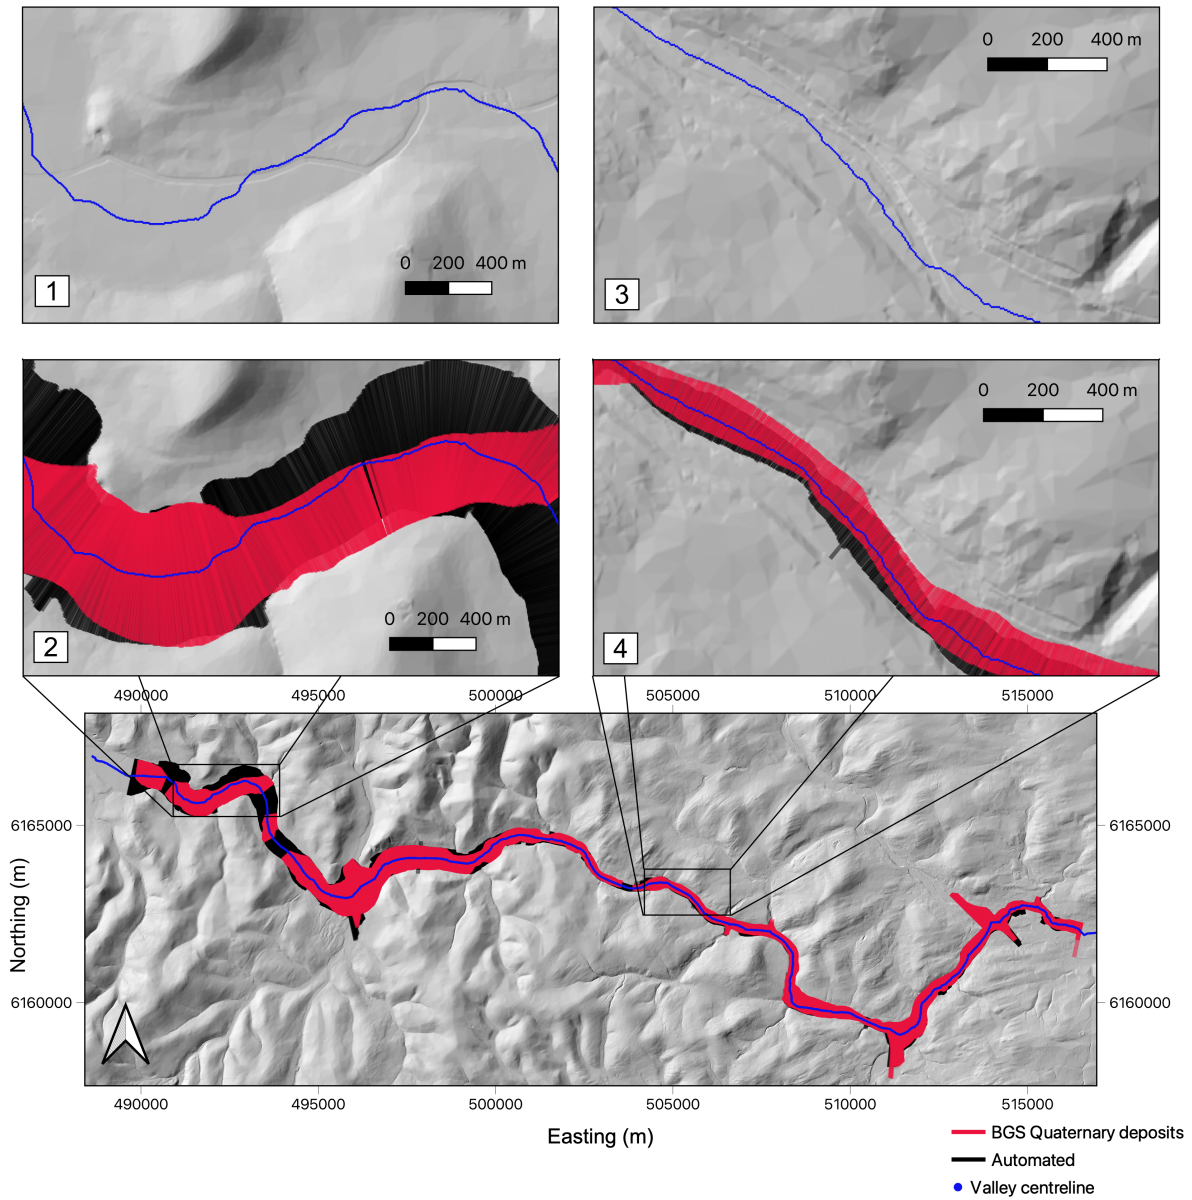 0 200 400 m
1
0 200 400 m
3
0 200 400 m
2
0 200 400 m
4
490000 495000 500000 505000 510000 515000
6165000 6165000
Northing (m)
6160000 6160000
490000 495000 500000 505000 510000 515000
Easting (m)
BGS Quaternary deposits
Automated
Valley centreline